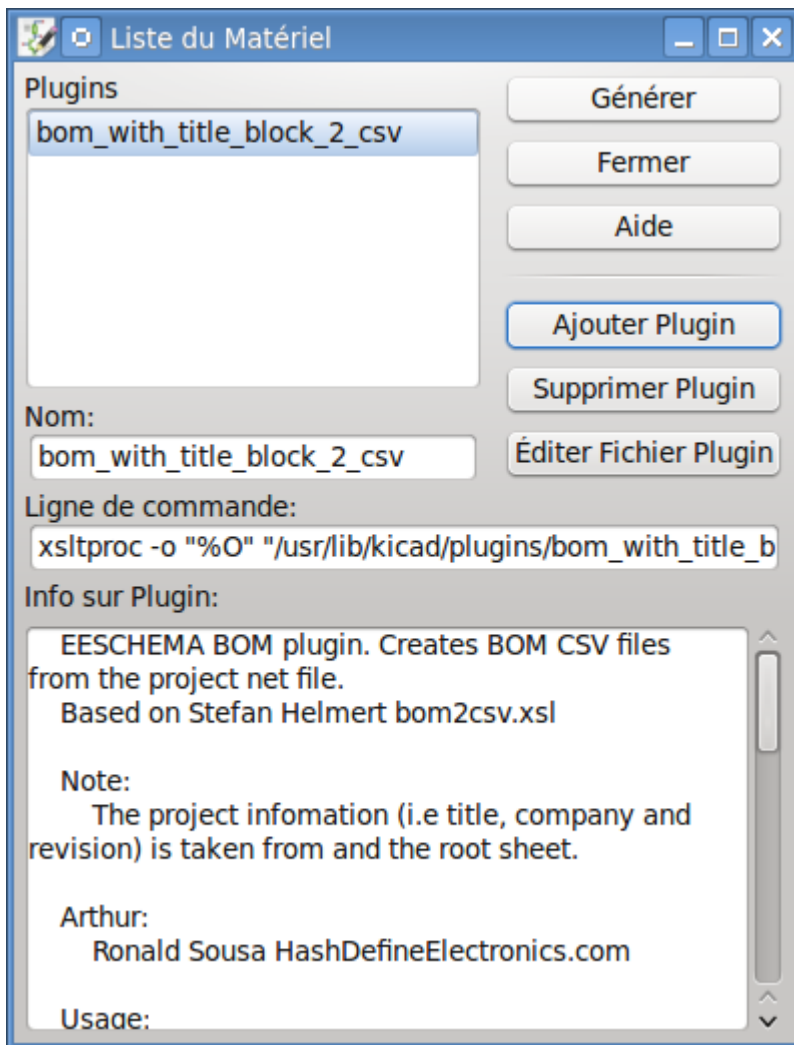 Liste du Matériel
Plugins
bom_with_title_block_2_csv
Générer
Fermer
Aide
Ajouter Plugin
Supprimer Plugin
Éditer Fichier Plugin
Nom:
bom_with_title_block_2_csv
Ligne de commande:
xsltproc -o "%O" "/usr/lib/kicad/plugins/bom_with_title_b
Info sur Plugin:
EESCHEMA BOM plugin. Creates BOM CSV files
from the project net file.
Based on Stefan Helmert bom2csv.xsl
Note:
The project infomation (i.e title, company and
revision) is taken from and the root sheet.
Arthur:
Ronald Sousa HashDefineElectronics.com
Usage: